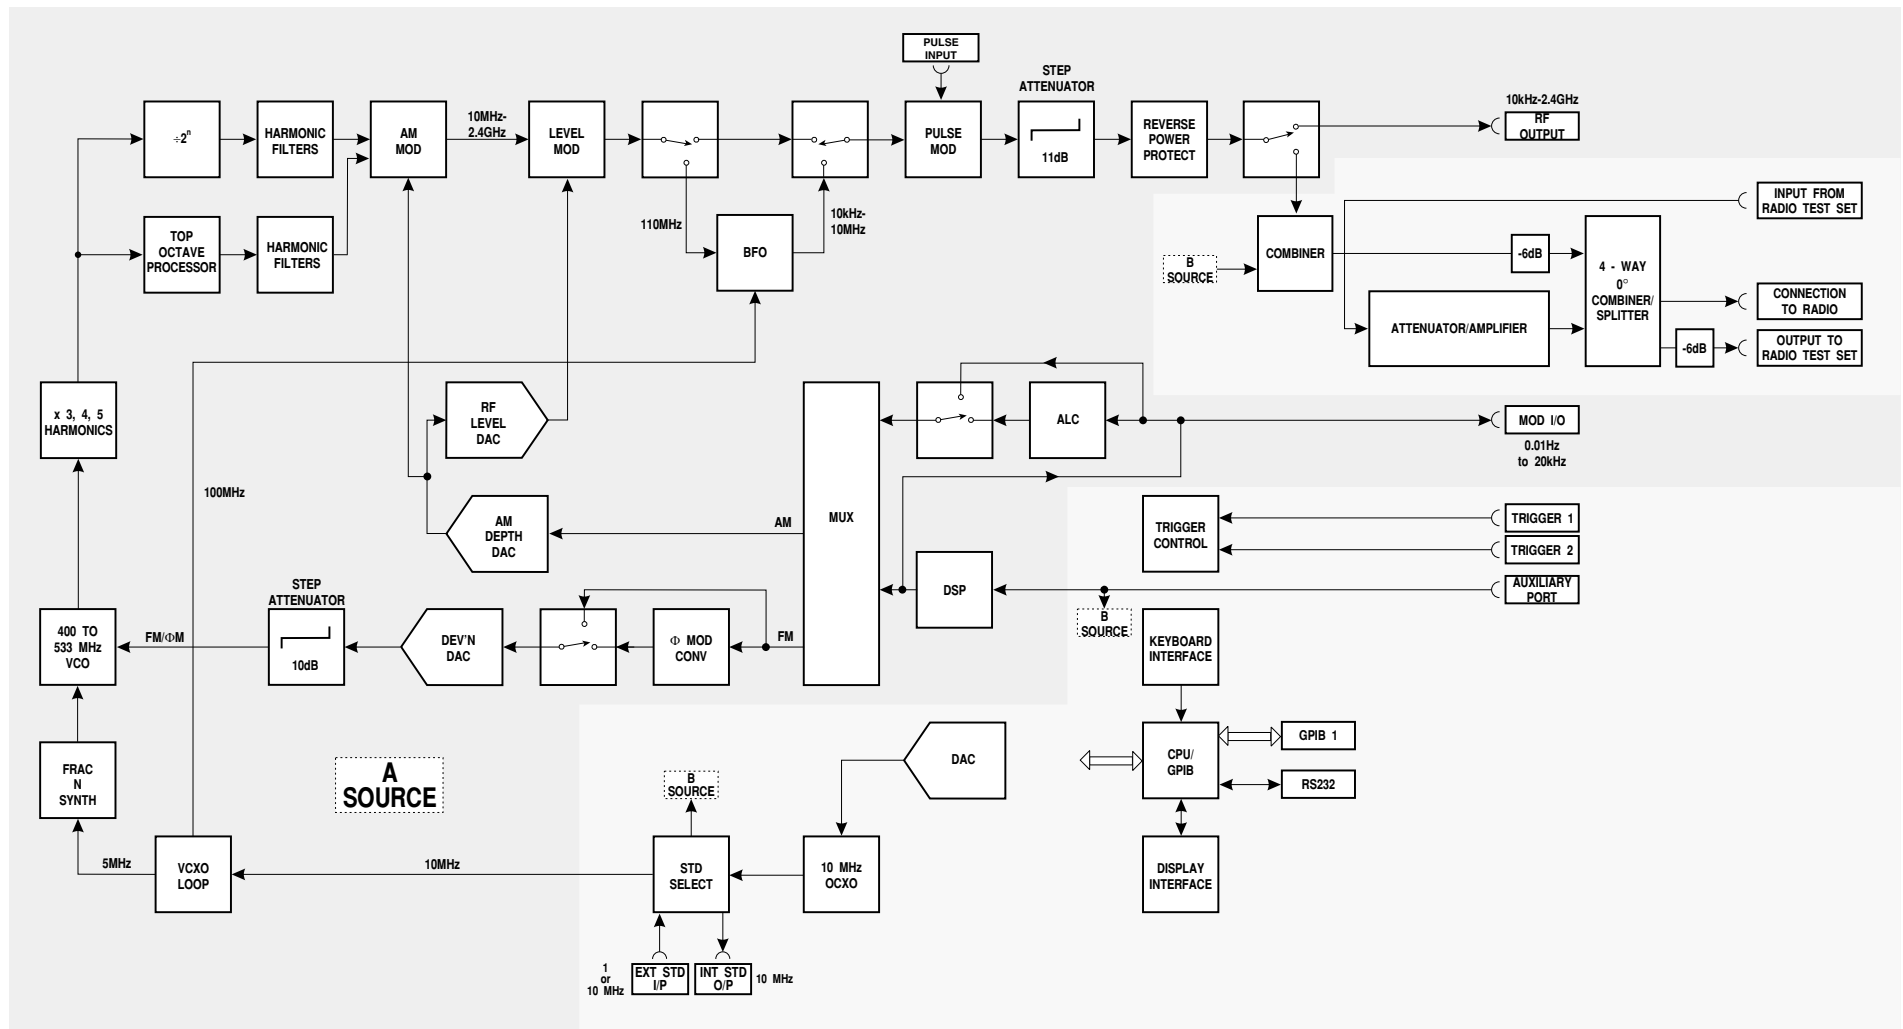 PULSE
INPUT
STEP
ATTENUATOR
10kHz-2.4GHz
RF
OUTPUT
÷2ⁿ
HARMONIC
FILTERS
AM
MOD
10MHz-
2.4GHz
LEVEL
MOD
PULSE
MOD
11dB
REVERSE
POWER
PROTECT
INPUT FROM
RADIO TEST SET
TOP
OCTAVE
PROCESSOR
HARMONIC
FILTERS
110MHz
BFO
10kHz-
10MHz
B
SOURCE
COMBINER
-6dB
4 - WAY
0°
COMBINER/
SPLITTER
CONNECTION
TO RADIO
ATTENUATOR/AMPLIFIER
-6dB
OUTPUT TO
RADIO TEST SET
x 3, 4, 5
HARMONICS
RF
LEVEL
DAC
ALC
MOD I/O
0.01Hz
to 20kHz
100MHz
AM
DEPTH
DAC
AM
MUX
TRIGGER
CONTROL
TRIGGER 1
TRIGGER 2
DSP
AUXILIARY
PORT
B
SOURCE
STEP
ATTENUATOR
400 TO
533 MHz
VCO
FM/ΦM
10dB
DEV'N
DAC
Φ MOD
CONV
FM
KEYBOARD
INTERFACE
FRAC
N
SYNTH
A
SOURCE
B
SOURCE
DAC
CPU/
GPIB
GPIB 1
RS232
5MHz
VCXO
LOOP
10MHz
STD
SELECT
10 MHz
OCXO
DISPLAY
INTERFACE
1
or
10 MHz
EXT STD
I/P
INT STD
O/P
10 MHz